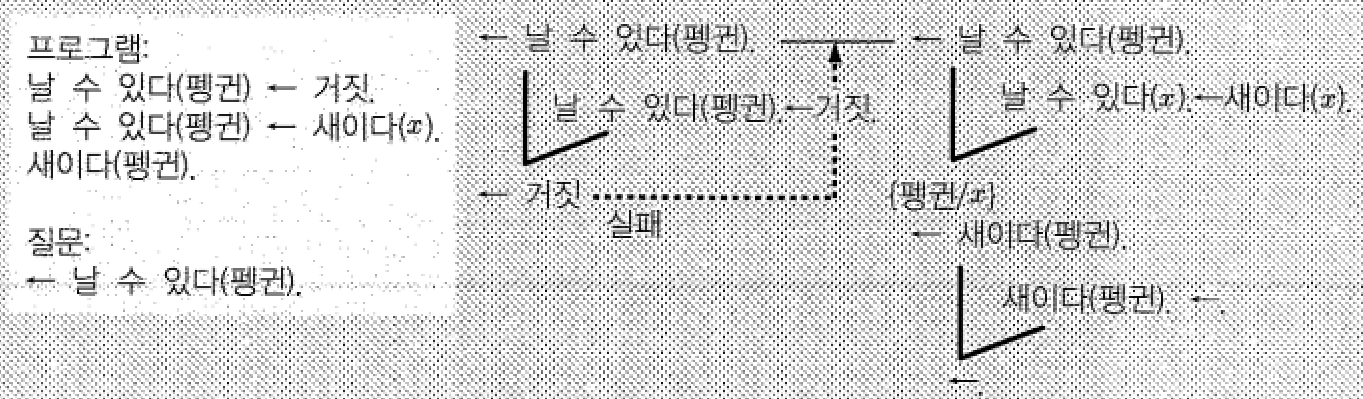 프로그램:
날 수 있다(펭귄) ← 거짓.
날 수 있다(펭귄) ← 새이다(x).
새이다(펭귄).
질문:
← 날 수 있다(펭귄).
← 날 수 있다(펭귄).
날 수 있다(펭귄).←거짓.
← 거짓
실패
← 날 수 있다(펭귄).
날 수 있다(x).←새이다(x).
{펭귄/x}
← 새이다(펭귄).
새이다(펭귄). ←.
←.